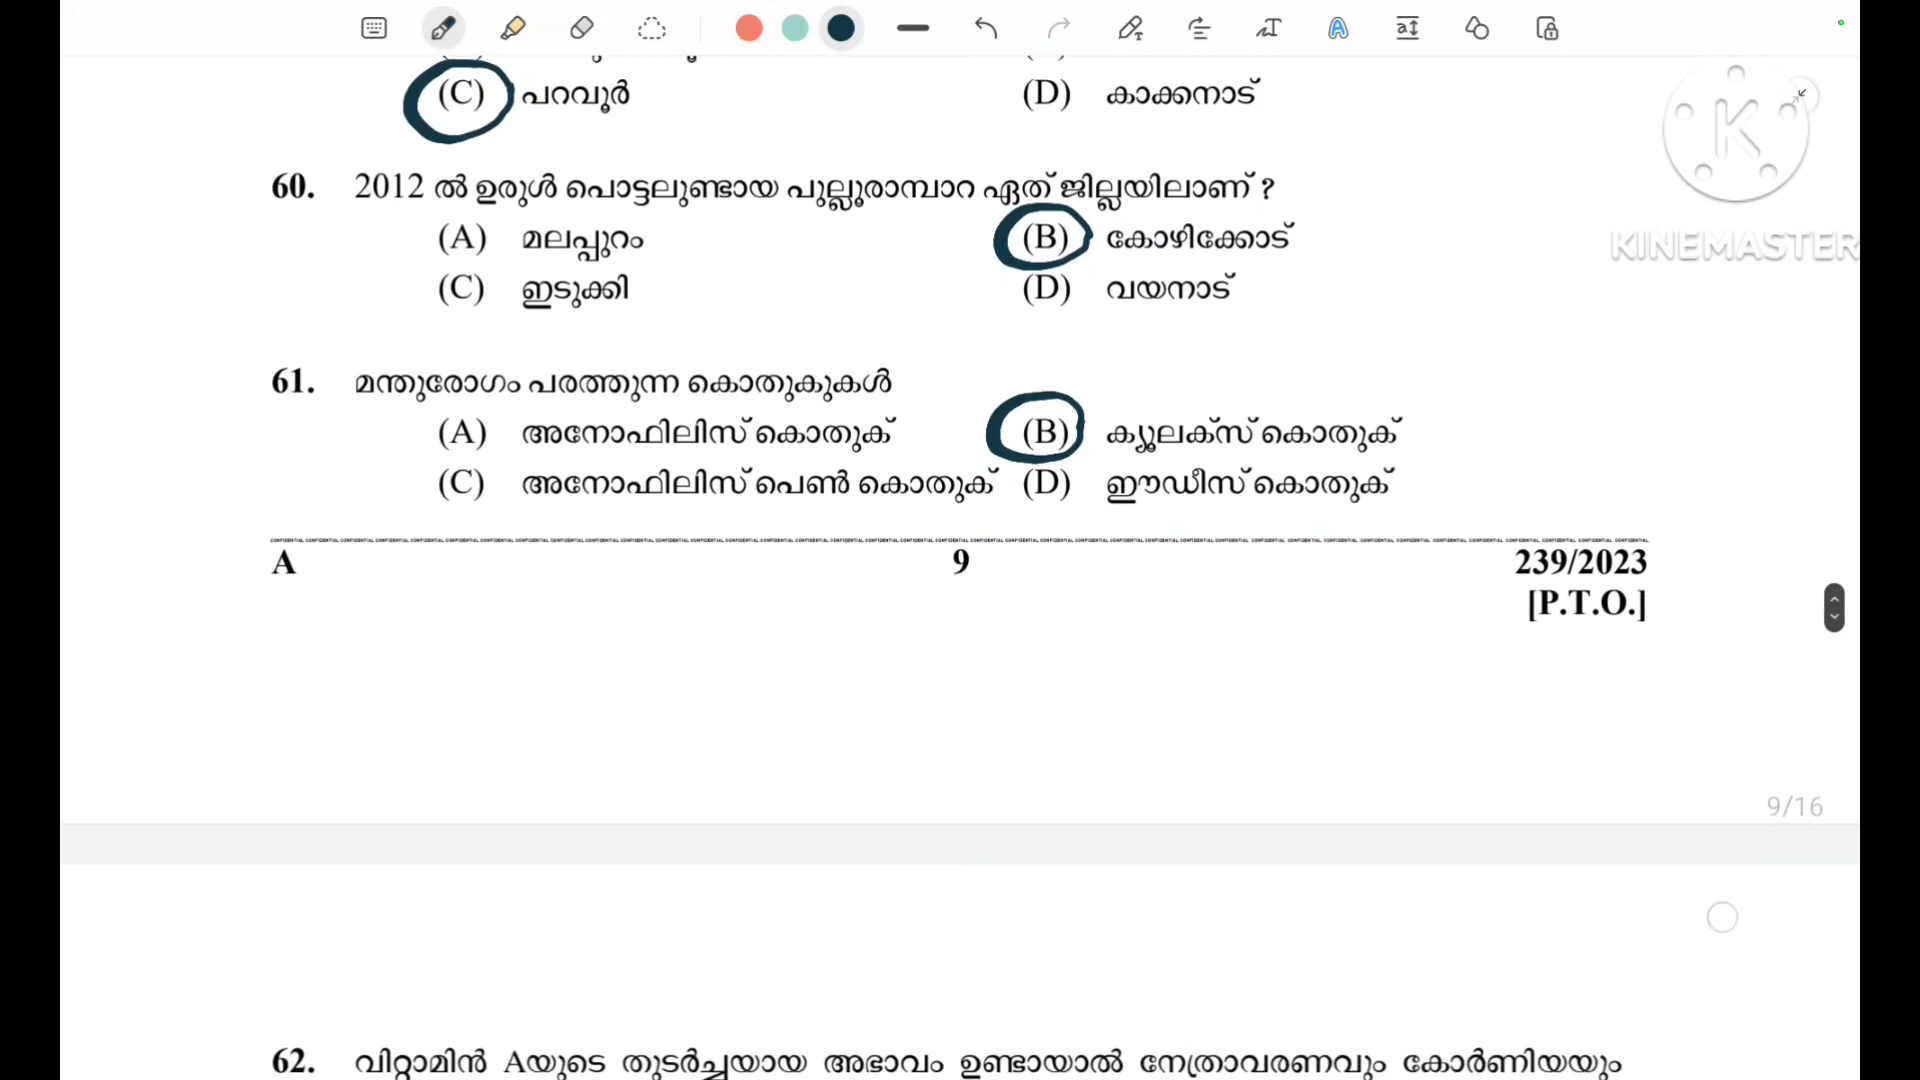 (C) പറവൂർ (D) കാക്കനാട്
60. 2012 ൽ ഉരുൾ പൊട്ടലുണ്ടായ പുല്ലൂരാമ്പാറ ഏത് ജില്ലയിലാണ് ?
(A) മലപ്പുറം (B) കോഴിക്കോട്
(C) ഇടുക്കി (D) വയനാട്
K
KINEMASTER
61. മന്തുരോഗം പരത്തുന്ന കൊതുകുകൾ
(A) അനോഫിലിസ് കൊതുക് (B) ക്യൂലക്സ് കൊതുക്
(C) അനോഫിലിസ് പെൺ കൊതുക് (D) ഈഡീസ് കൊതുക്
A 9 239/2023
[P.T.O.]
9/16
62. വിറ്റാമിൻ Aയുടെ തുടർച്ചയായ അഭാവം ഉണ്ടായാൽ നേത്രാവരണവും കോർണിയയും